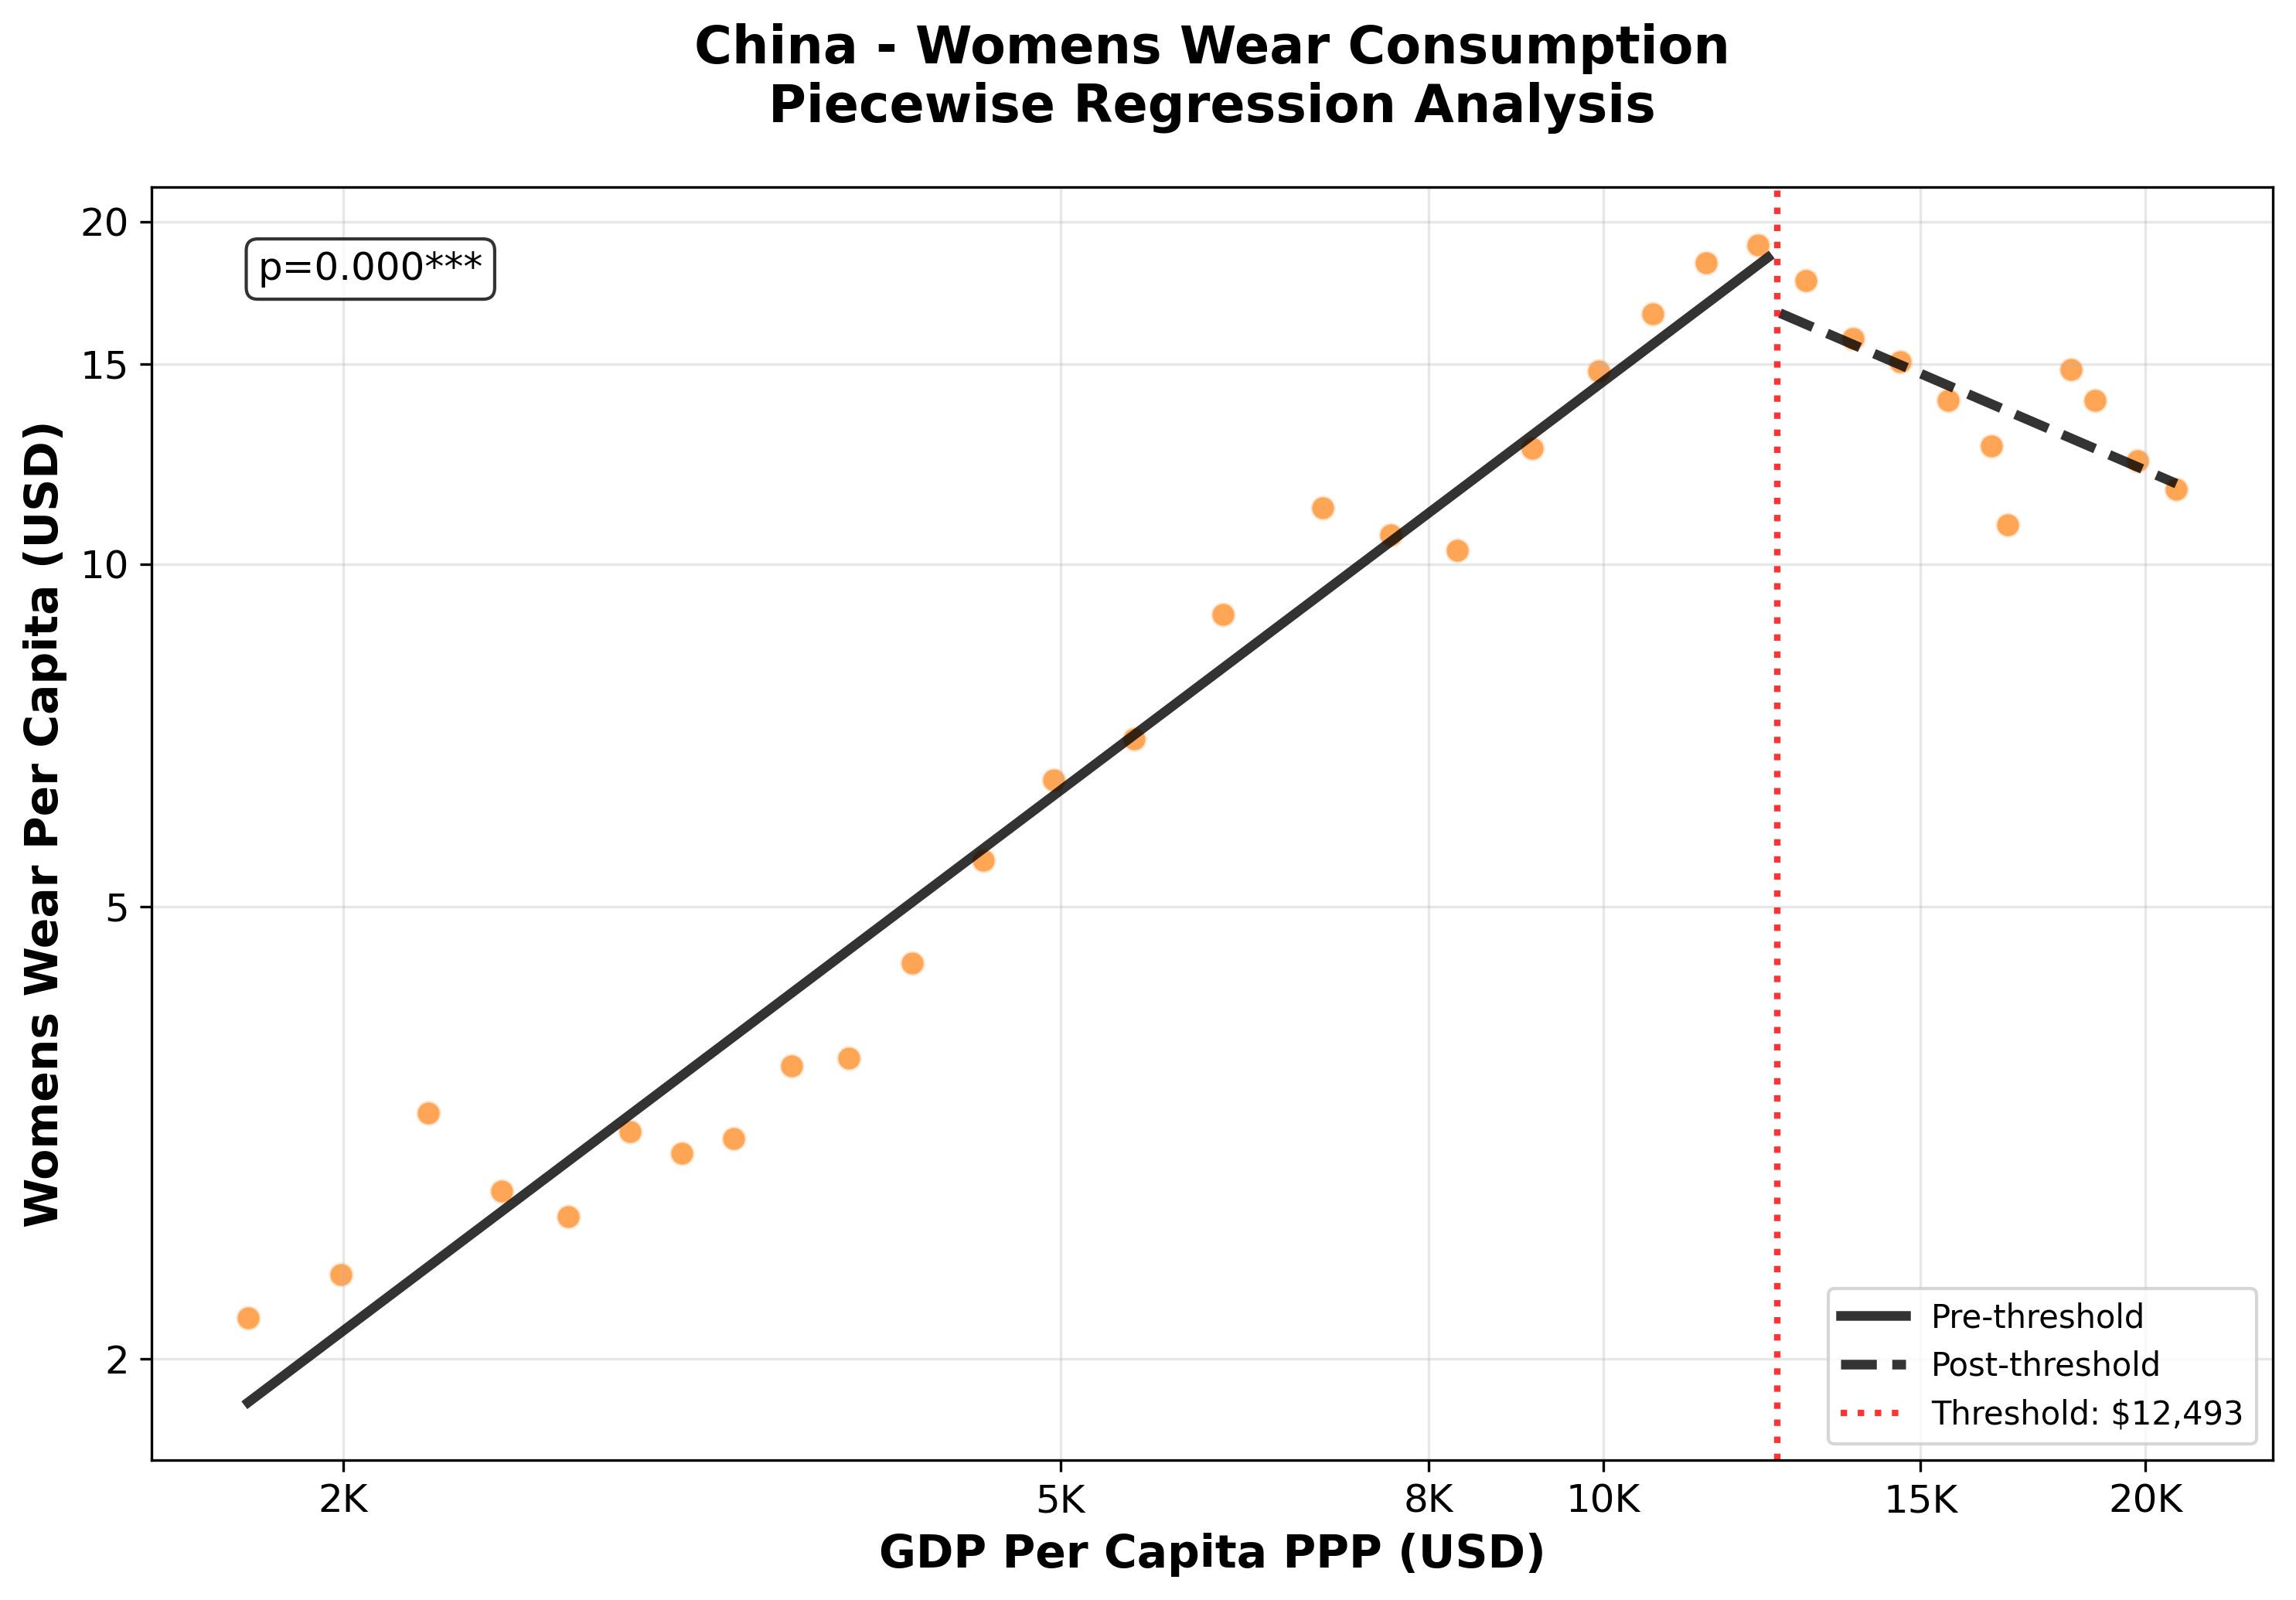 China - Womens Wear Consumption
Piecewise Regression Analysis
p=0.000***
Womens Wear Per Capita (USD)
20
15
10
5
2
2K
5K
8K
10K
15K
20K
GDP Per Capita PPP (USD)
Pre-threshold
Post-threshold
Threshold: $12,493